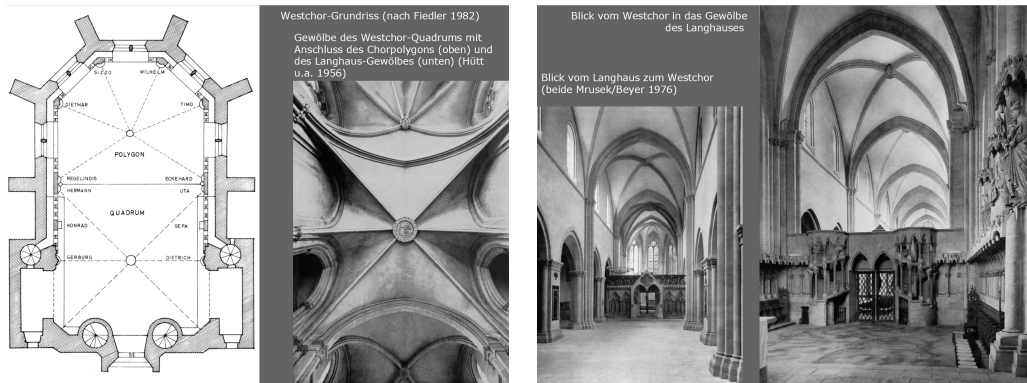 Westchor-Grundriss (nach Fiedler 1982)
Gewölbe des Westchor-Quadrums mit
Anschluss des Chorpolygons (oben) und
des Langhaus-Gewölbes (unten) (Hütt
u.a. 1956)
SIZZO WILHELM
DIETMAR TIMO
POLYGON
REGELINDIS ECKEHARD
HERMANN UTA
QUADRUM
KONRAD GEPA
GERBURG DIETRICH
Blick vom Westchor in das Gewölbe
des Langhauses
Blick vom Langhaus zum Westchor
(beide Mrusek/Beyer 1976)